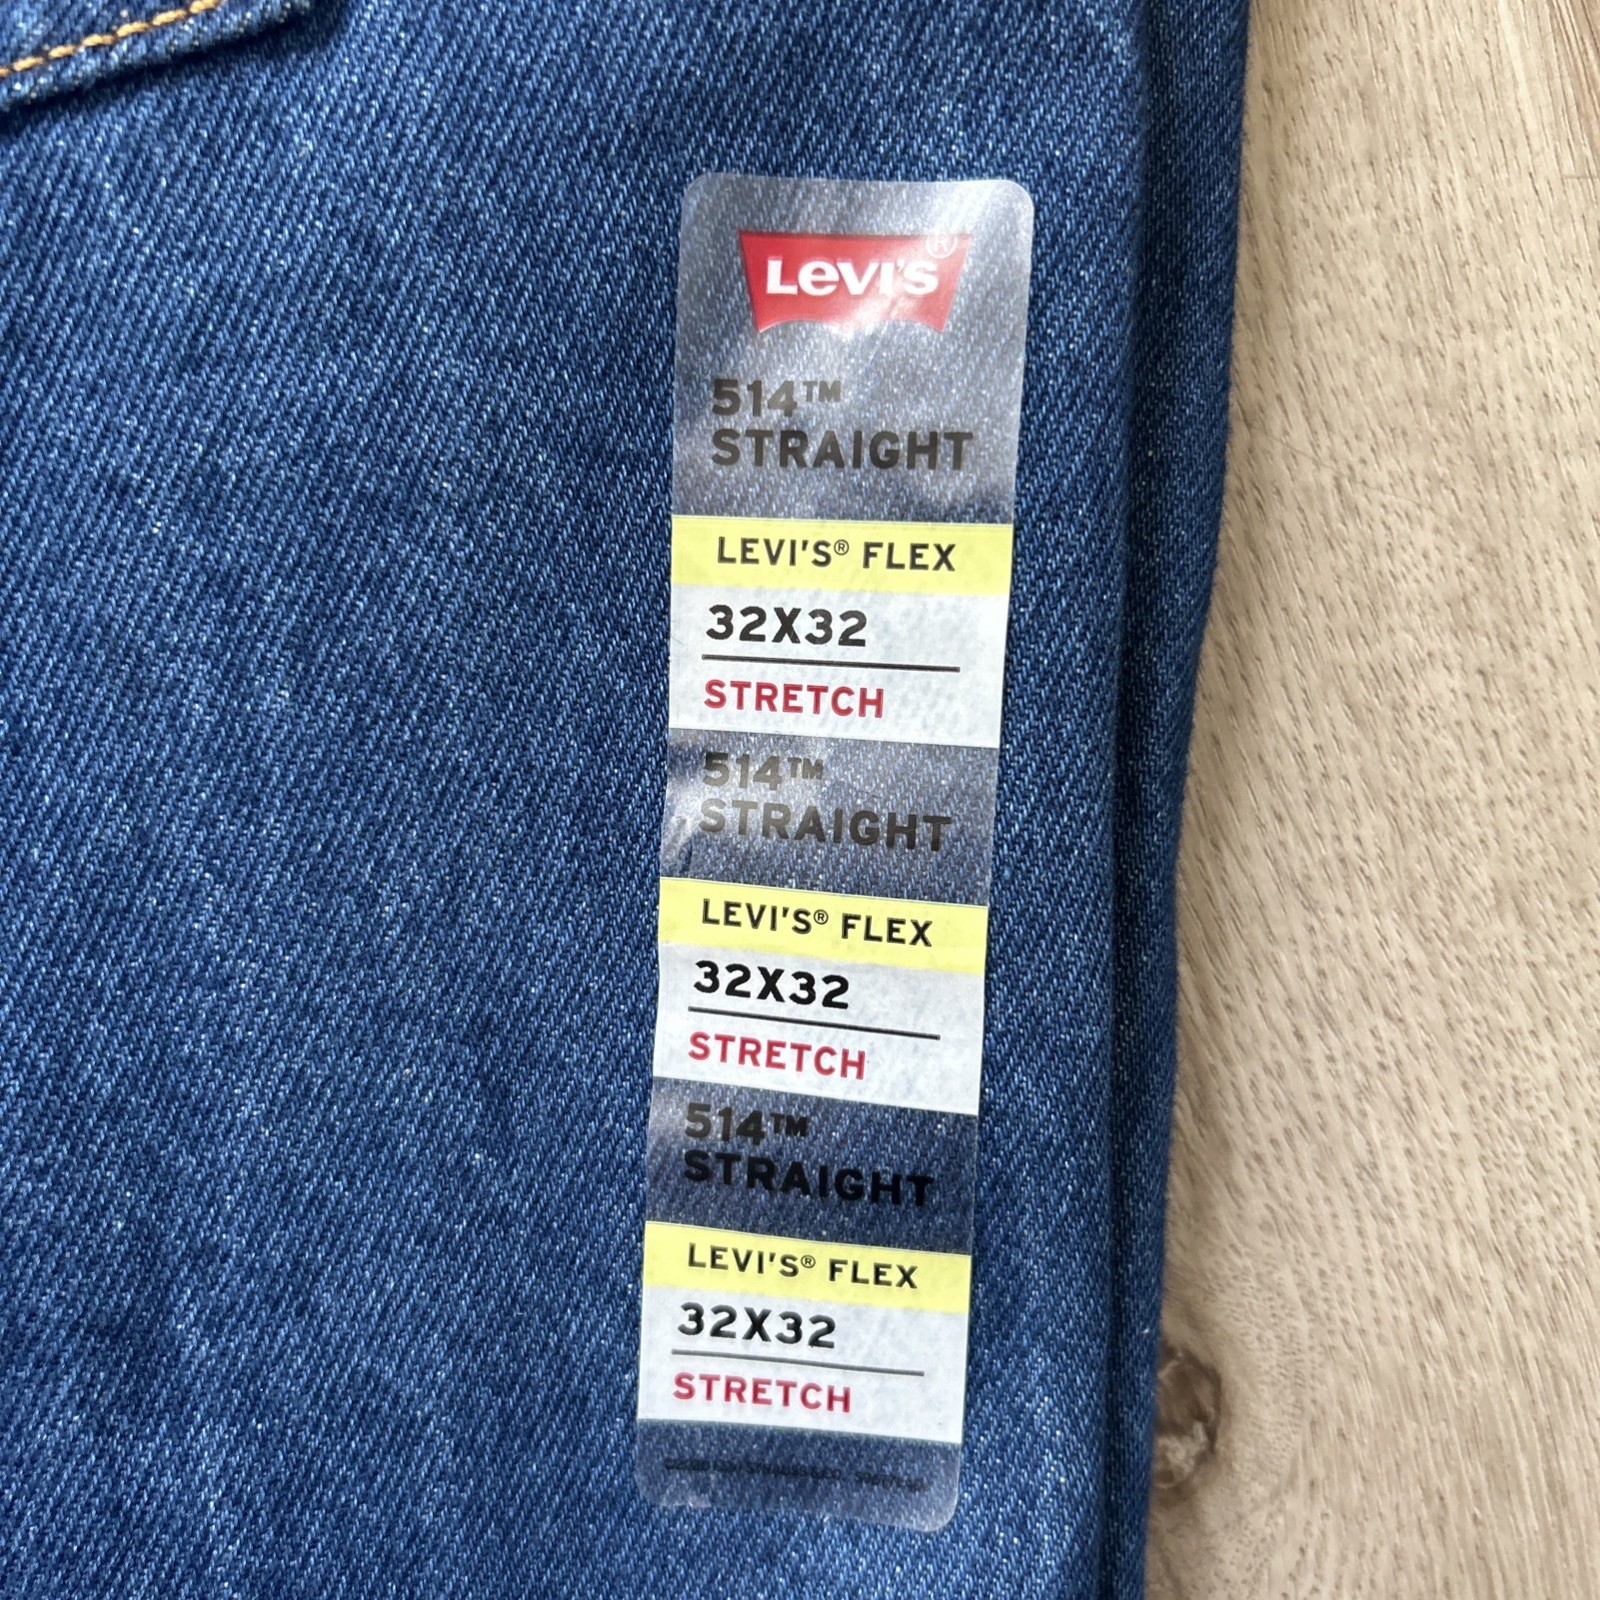 LEVI'S®
514™
STRAIGHT
LEVI'S® FLEX
32X32
STRETCH
514™
STRAIGHT
LEVI'S® FLEX
32X32
STRETCH
514™
STRAIGHT
LEVI'S® FLEX
32X32
STRETCH